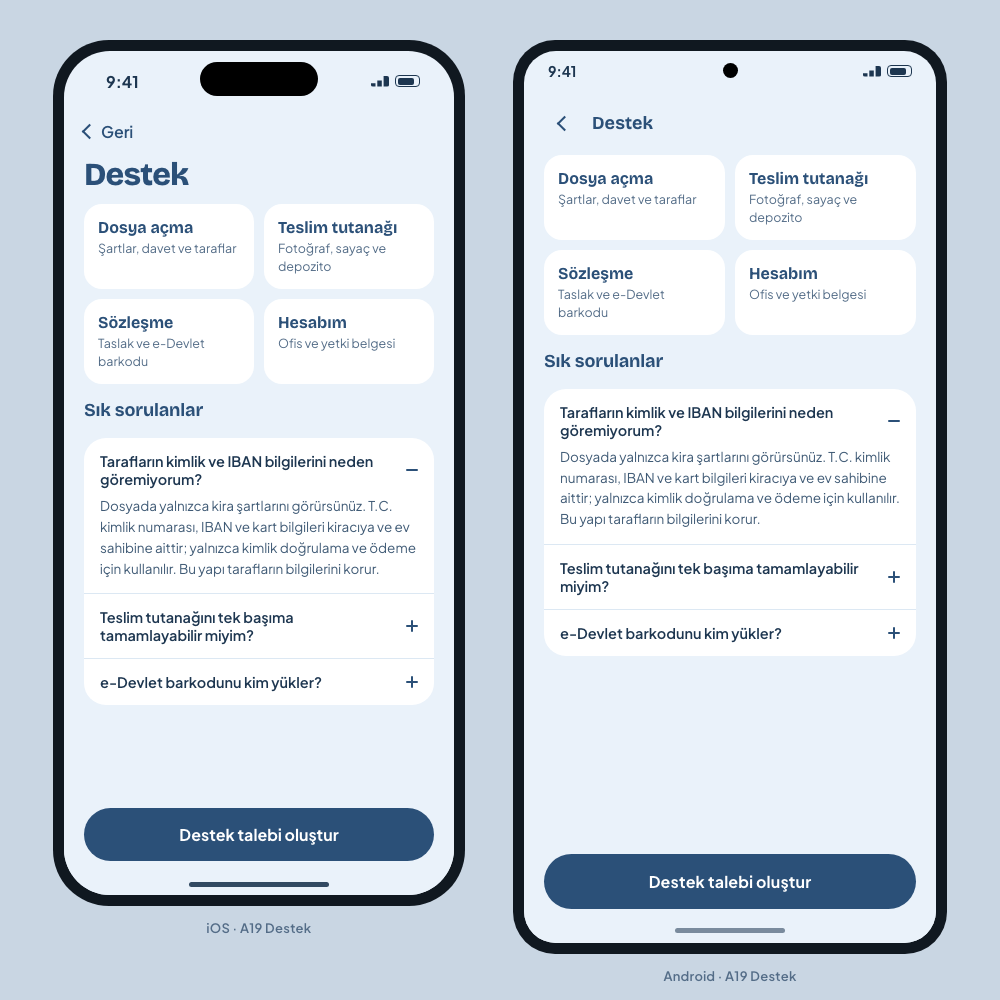 9:41
Geri
Destek
Dosya açma
Şartlar, davet ve taraflar
Teslim tutanağı
Fotoğraf, sayaç ve
depozito
Sözleşme
Taslak ve e-Devlet
barkodu
Hesabım
Ofis ve yetki belgesi
Sık sorulanlar
Tarafların kimlik ve IBAN bilgilerini neden
göremiyorum?
Dosyada yalnızca kira şartlarını görürsünüz. T.C.
kimlik numarası, IBAN ve kart bilgileri kiracıya ve ev
sahibine aittir; yalnızca kimlik doğrulama ve ödeme
için kullanılır. Bu yapı tarafların bilgilerini korur.
Teslim tutanağını tek başıma
tamamlayabilir miyim?
e-Devlet barkodunu kim yükler?
Destek talebi oluştur
iOS · A19 Destek
9:41
Destek
Dosya açma
Şartlar, davet ve taraflar
Teslim tutanağı
Fotoğraf, sayaç ve
depozito
Sözleşme
Taslak ve e-Devlet
barkodu
Hesabım
Ofis ve yetki belgesi
Sık sorulanlar
Tarafların kimlik ve IBAN bilgilerini neden
göremiyorum?
Dosyada yalnızca kira şartlarını görürsünüz. T.C. kimlik
numarası, IBAN ve kart bilgileri kiracıya ve ev sahibine
aittir; yalnızca kimlik doğrulama ve ödeme için kullanılır.
Bu yapı tarafların bilgilerini korur.
Teslim tutanağını tek başıma tamamlayabilir
miyim?
e-Devlet barkodunu kim yükler?
Destek talebi oluştur
Android · A19 Destek